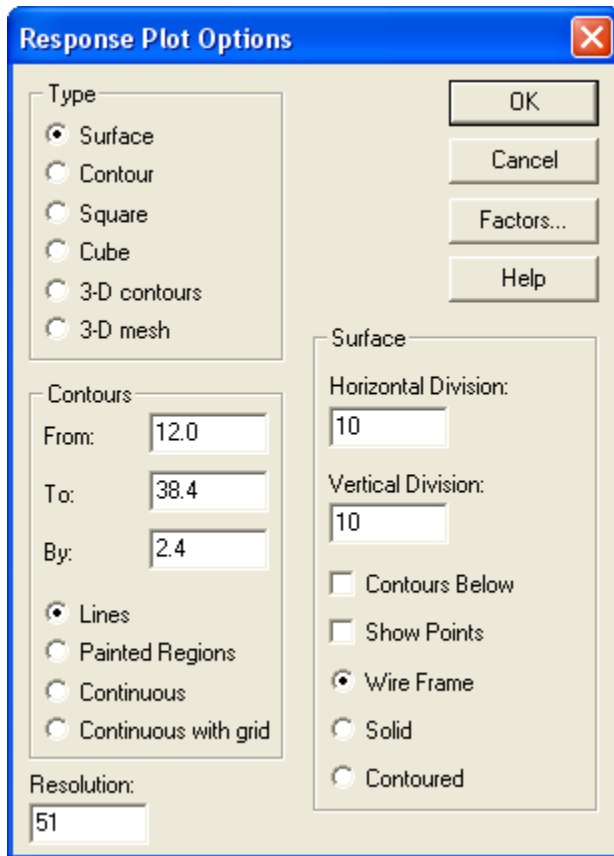 Response Plot Options
Type
Surface
Contour
Square
Cube
3-D contours
3-D mesh
OK
Cancel
Factors...
Help
Contours
From: 12.0
To: 38.4
By: 2.4
Lines
Painted Regions
Continuous
Continuous with grid
Resolution:
51
Surface
Horizontal Division:
10
Vertical Division:
10
Contours Below
Show Points
Wire Frame
Solid
Contoured